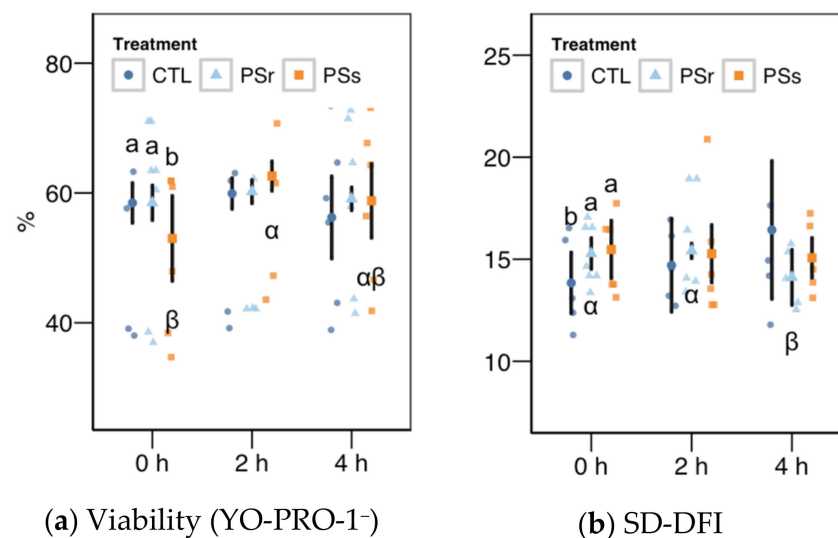 Treatment
CTL PSr PSs
80
60
40
%
a a b
β
α
αβ
0 h 2 h 4 h
(a) Viability (YO-PRO-1⁻)
Treatment
CTL PSr PSs
25
20
15
10
b a a
α
α
β
0 h 2 h 4 h
(b) SD-DFI